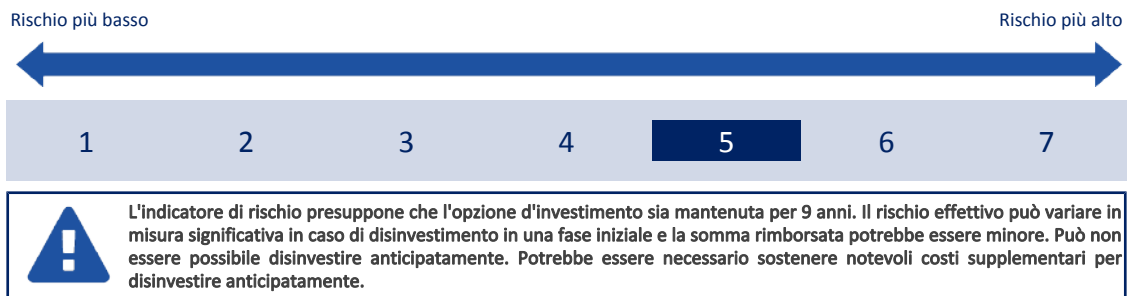 Rischio più basso Rischio più alto
1 2 3 4 5 6 7
L'indicatore di rischio presuppone che l'opzione d'investimento sia mantenuta per 9 anni. Il rischio effettivo può variare in
misura significativa in caso di disinvestimento in una fase iniziale e la somma rimborsata potrebbe essere minore. Può non
essere possibile disinvestire anticipatamente. Potrebbe essere necessario sostenere notevoli costi supplementari per
disinvestire anticipatamente.